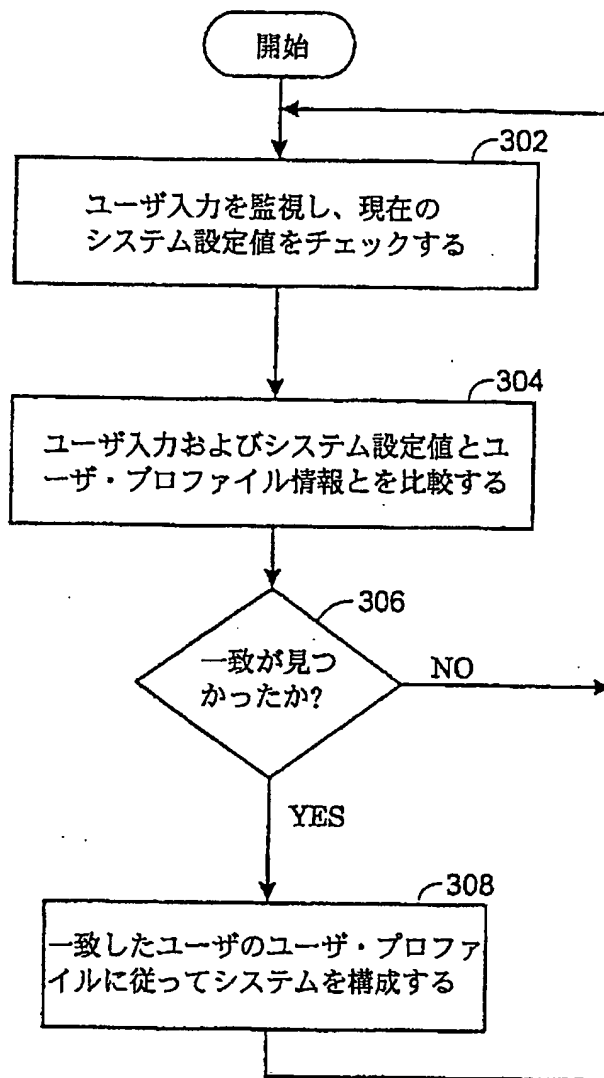 開始
302
ユーザ入力を監視し、現在の
システム設定値をチェックする
304
ユーザ入力およびシステム設定値とユ
ーザ・プロファイル情報とを比較する
306
一致が見つ
かったか?
NO
YES
308
一致したユーザのユーザ・プロファ
イルに従ってシステムを構成する